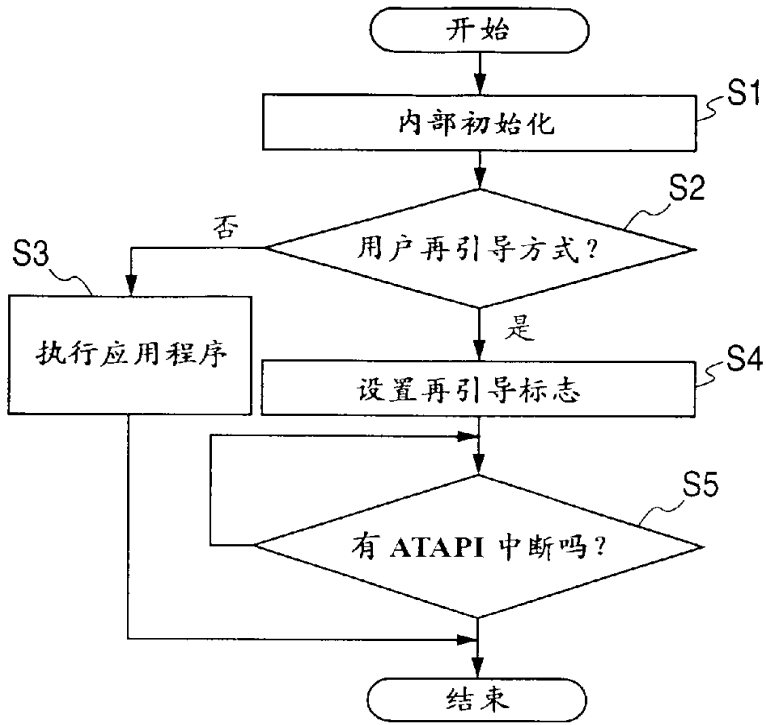 开始
S1
内部初始化
S2
用户再引导方式？
否
S3
执行应用程序
是
S4
设置再引导标志
S5
有 ATAPI 中断吗？
结束